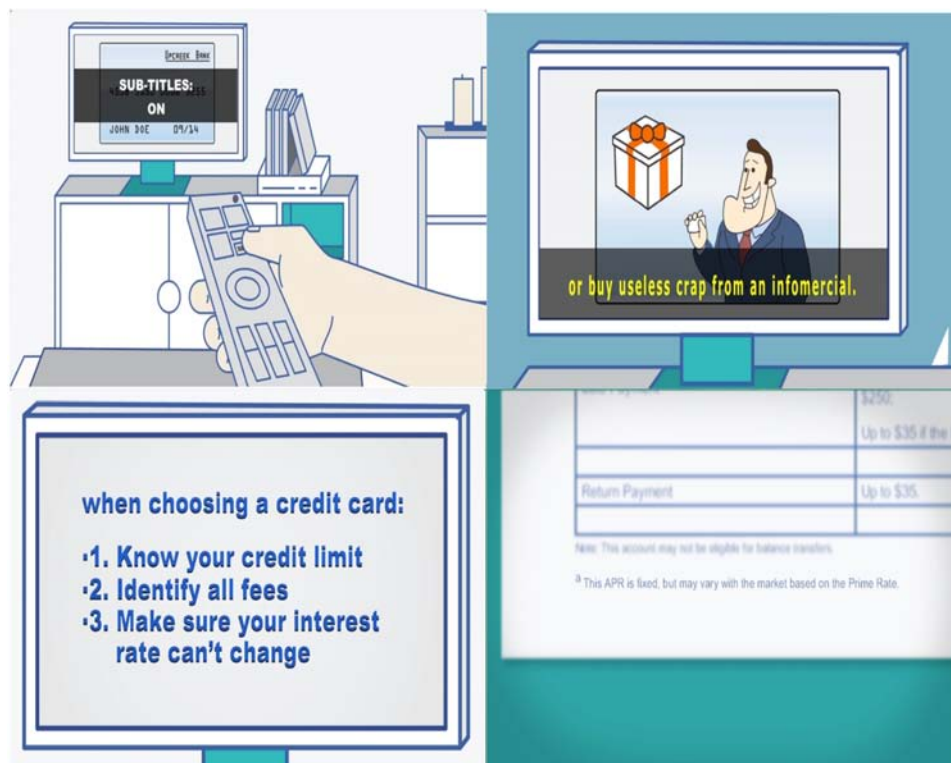 Upcreek Bank
SUB-TITLES:
ON
JOHN DOE 09/14
or buy useless crap from an infomercial.
when choosing a credit card:
·1. Know your credit limit
·2. Identify all fees
·3. Make sure your interest
rate can't change
$250;
Up to $35 if the
Return Payment Up to $35.
Note: This account may not be eligible for balance transfers.
a This APR is fixed, but may vary with the market based on the Prime Rate.